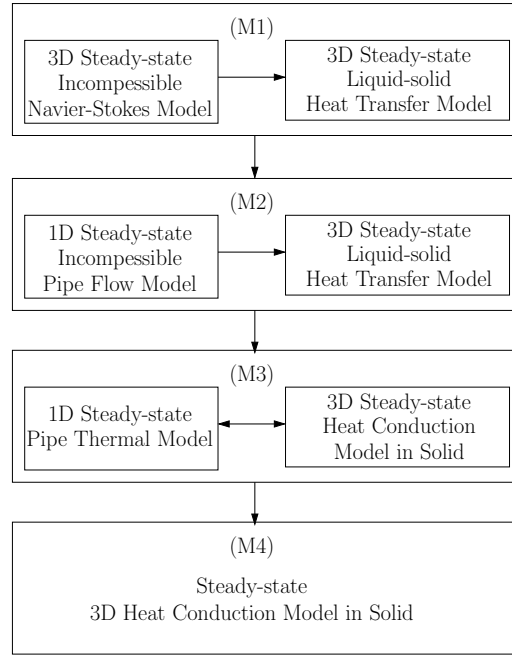 (M1)
3D Steady-state
Incompessible
Navier-Stokes Model
3D Steady-state
Liquid-solid
Heat Transfer Model
(M2)
1D Steady-state
Incompessible
Pipe Flow Model
3D Steady-state
Liquid-solid
Heat Transfer Model
(M3)
1D Steady-state
Pipe Thermal Model
3D Steady-state
Heat Conduction
Model in Solid
(M4)
Steady-state
3D Heat Conduction Model in Solid